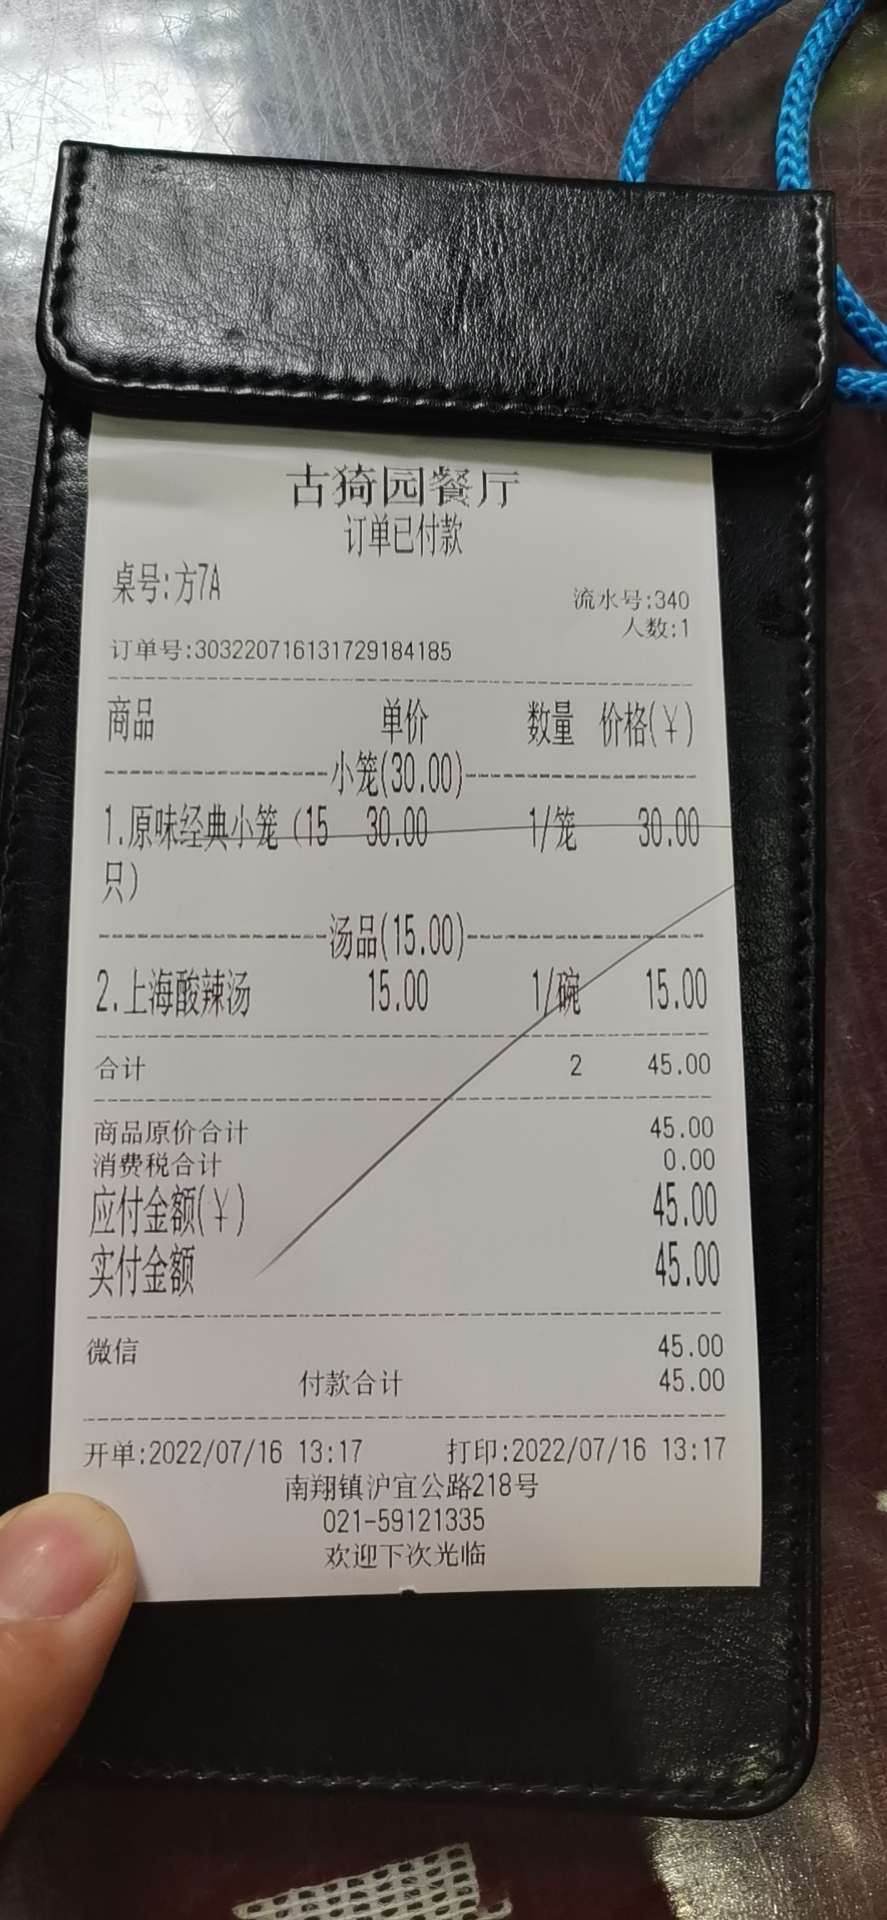 古猗园餐厅
订单已付款
桌号:方7A
流水号:340
人数:1
订单号:303220716131729184185
商品 单价 数量 价格(￥)
小笼(30.00)
1.原味经典小笼（15 30.00 1/笼 30.00
只）
汤品(15.00)
2.上海酸辣汤 15.00 1/碗 15.00
合计 2 45.00
商品原价合计 45.00
消费税合计 0.00
应付金额(￥) 45.00
实付金额 45.00
微信 45.00
付款合计 45.00
开单:2022/07/16 13:17 打印:2022/07/16 13:17
南翔镇沪宜公路218号
021-59121335
欢迎下次光临